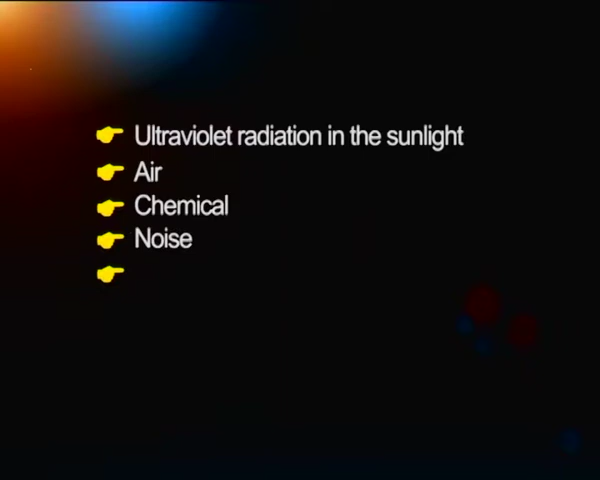 Ultraviolet radiation in the sunlight
Air
Chemical
Noise